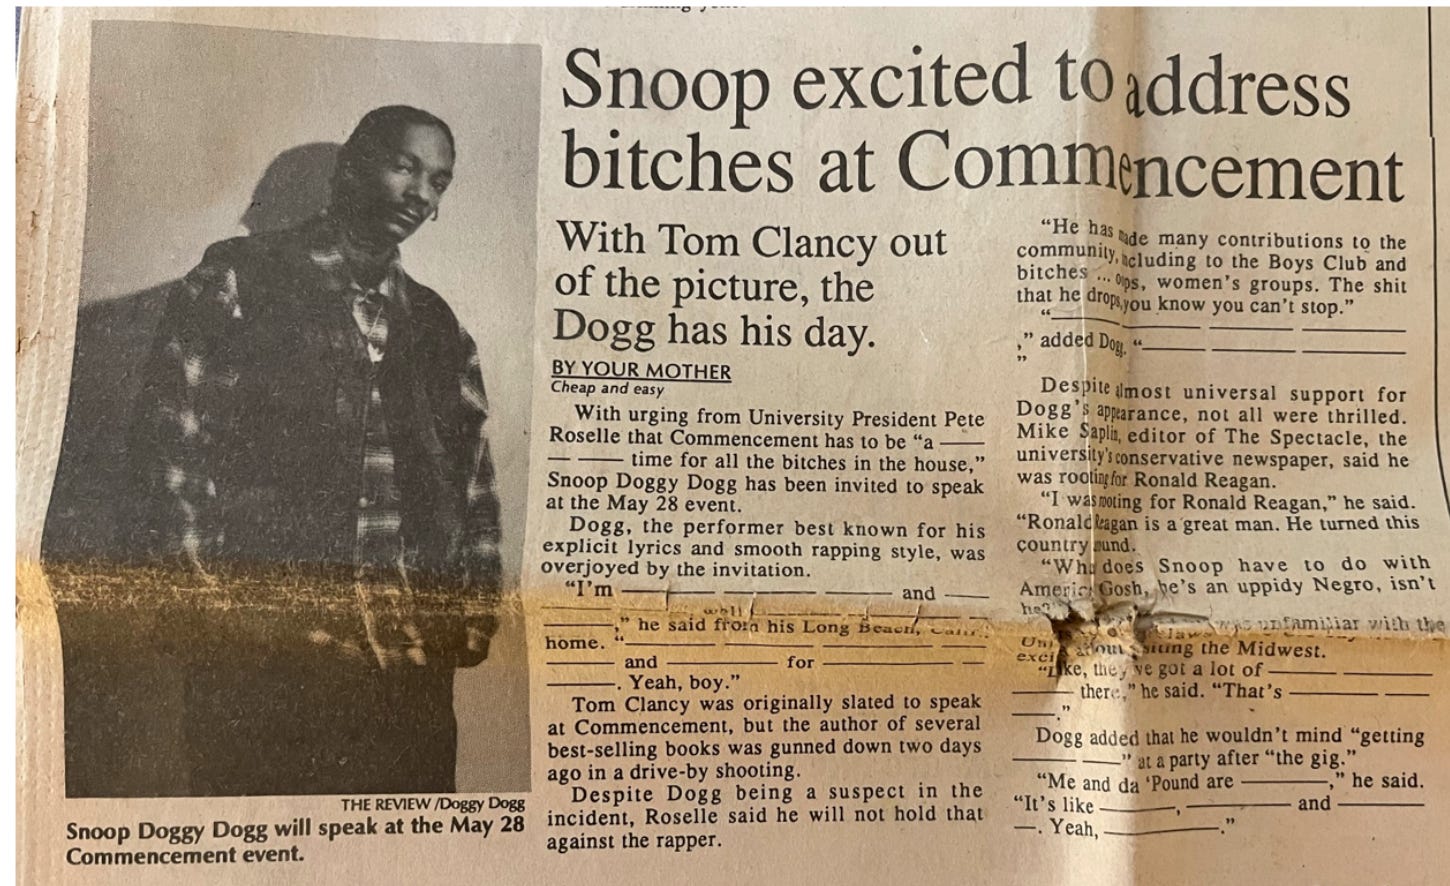 Snoop excited to address
bitches at Commencement
With Tom Clancy out
of the picture, the
Dogg has his day.
BY YOUR MOTHER
Cheap and easy
With urging from University President Pete
Roselle that Commencement has to be “a ——
— —— time for all the bitches in the house,”
Snoop Doggy Dogg has been invited to speak
at the May 28 event.
Dogg, the performer best known for his
explicit lyrics and smooth rapping style, was
overjoyed by the invitation.
“I’m —— —— —— —— and ——
——,” he said from his Long Beach, Calif.
home. “—— —— —— ——
—— and —— for —— —
——. Yeah, boy.”
Tom Clancy was originally slated to speak
at Commencement, but the author of several
best-selling books was gunned down two days
ago in a drive-by shooting.
Despite Dogg being a suspect in the
incident, Roselle said he will not hold that
against the rapper.
“He has made many contributions to the
community, including to the Boys Club and
bitches ... oops, women’s groups. The shit
that he drops, you know you can’t stop.”
“—— —— —— ——
,” added Dogg. “—— —— ——
”
Despite almost universal support for
Dogg’s appearance, not all were thrilled.
Mike Saplin, editor of The Spectacle, the
university’s conservative newspaper, said he
was rooting for Ronald Reagan.
“I was rooting for Ronald Reagan,” he said.
“Ronald Reagan is a great man. He turned this
country ound.
“Wh does Snoop have to do with
Americ Gosh, he’s an uppidy Negro, isn’t
he?
was unfamiliar with the
siting the Midwest.
“Like, they’ve got a lot of —— ——
—— there,” he said. “That’s —— —
——.”
Dogg added that he wouldn’t mind “getting
—— ——” at a party after “the gig.”
“Me and da ‘Pound are ——,” he said.
“It’s like ——, —— and ——
—. Yeah, ——.”
THE REVIEW /Doggy Dogg
Snoop Doggy Dogg will speak at the May 28
Commencement event.